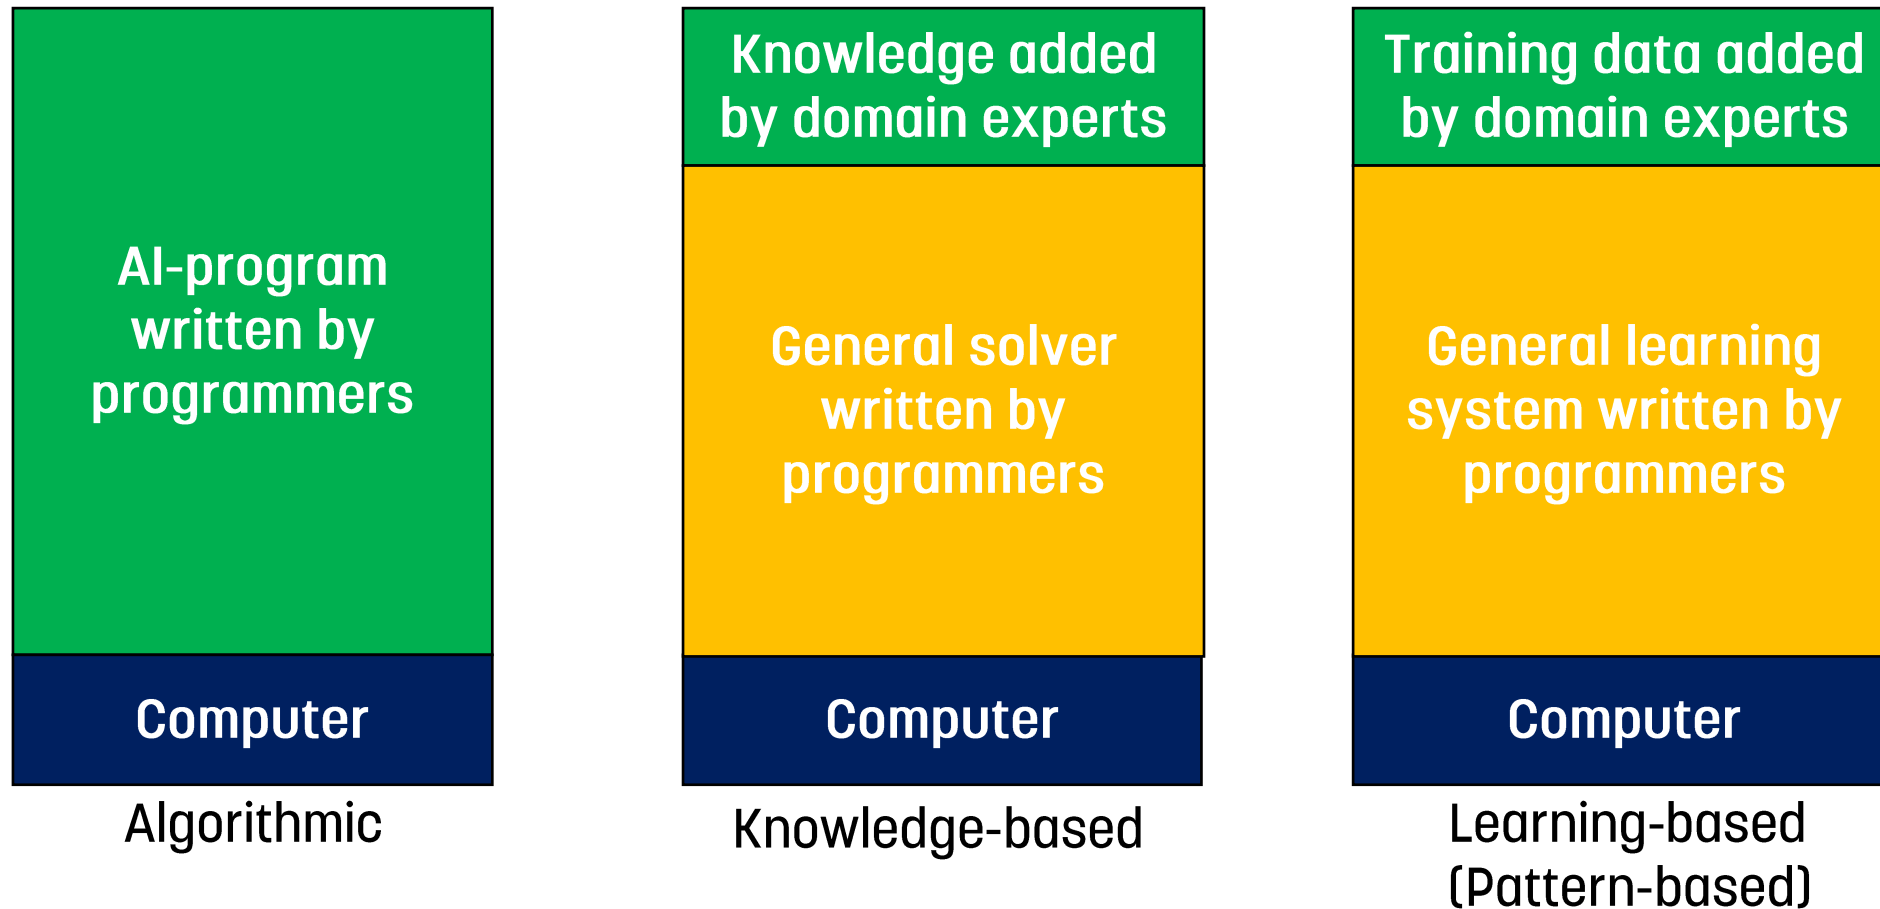 AI-program
written by
programmers
Computer
Algorithmic
Knowledge added
by domain experts
General solver
written by
programmers
Computer
Knowledge-based
Training data added
by domain experts
General learning
system written by
programmers
Computer
Learning-based
(Pattern-based)